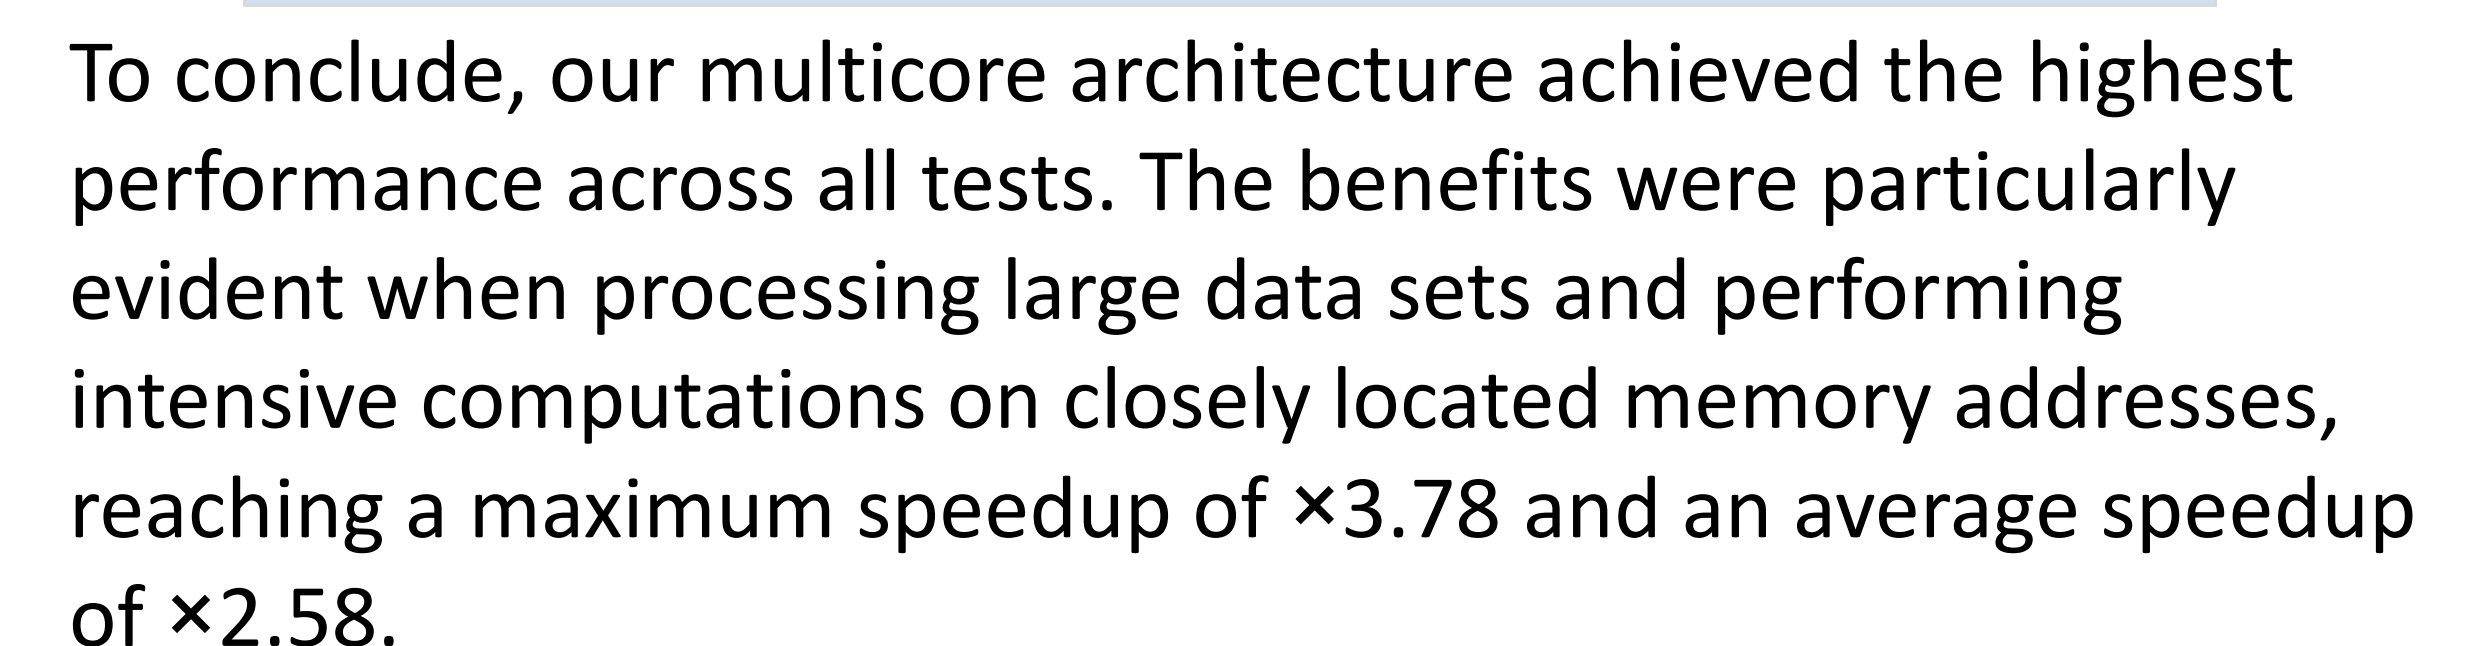 To conclude, our multicore architecture achieved the highest
performance across all tests. The benefits were particularly
evident when processing large data sets and performing
intensive computations on closely located memory addresses,
reaching a maximum speedup of ×3.78 and an average speedup
of ×2.58.